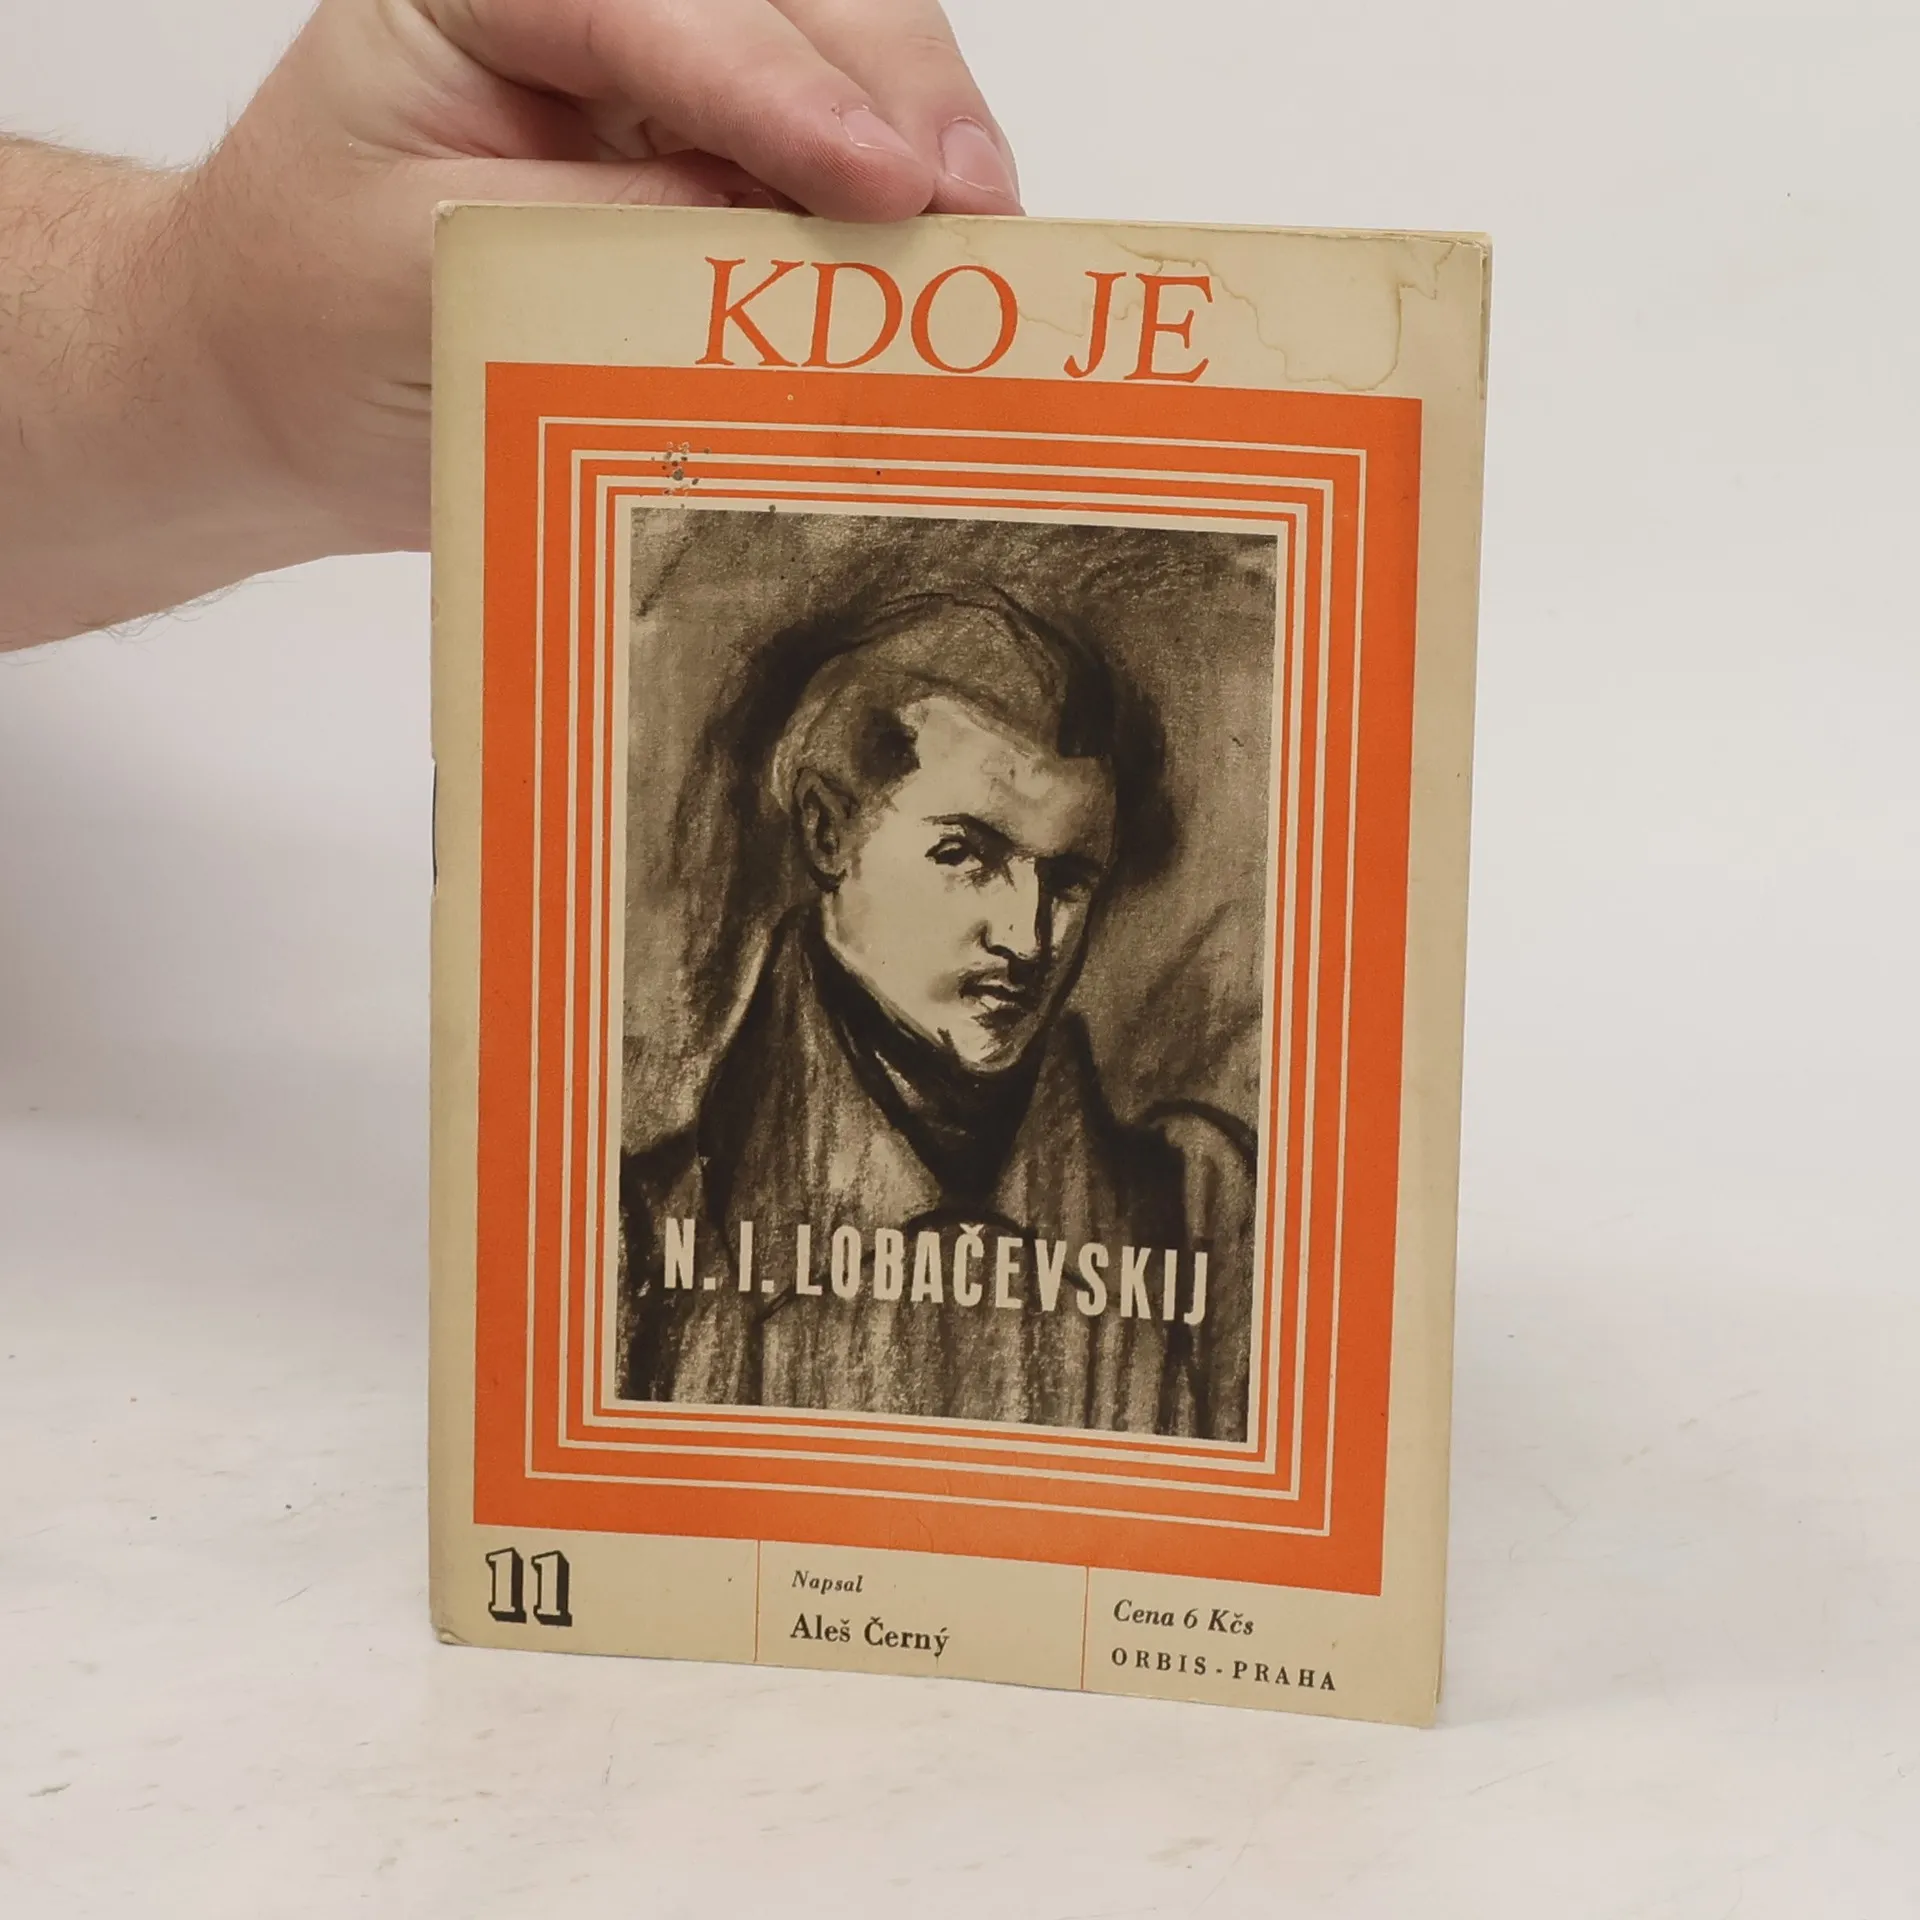 KDO JE
N. I. LOBAČEVSKIJ
11
Napsal
Aleš Černý
Cena 6 Kčs
ORBIS - PRAHA